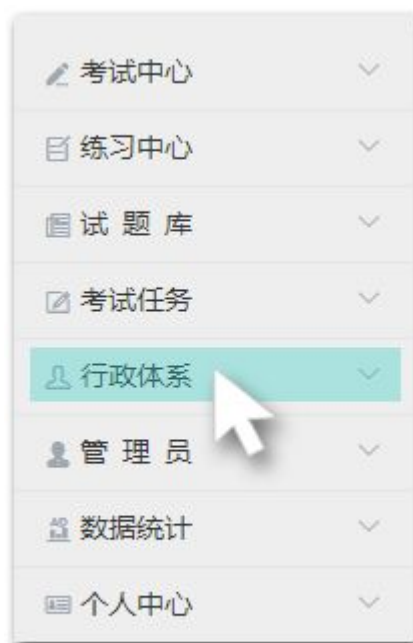 考试中心
练习中心
试 题 库
考试任务
行政体系
管 理 员
数据统计
个人中心